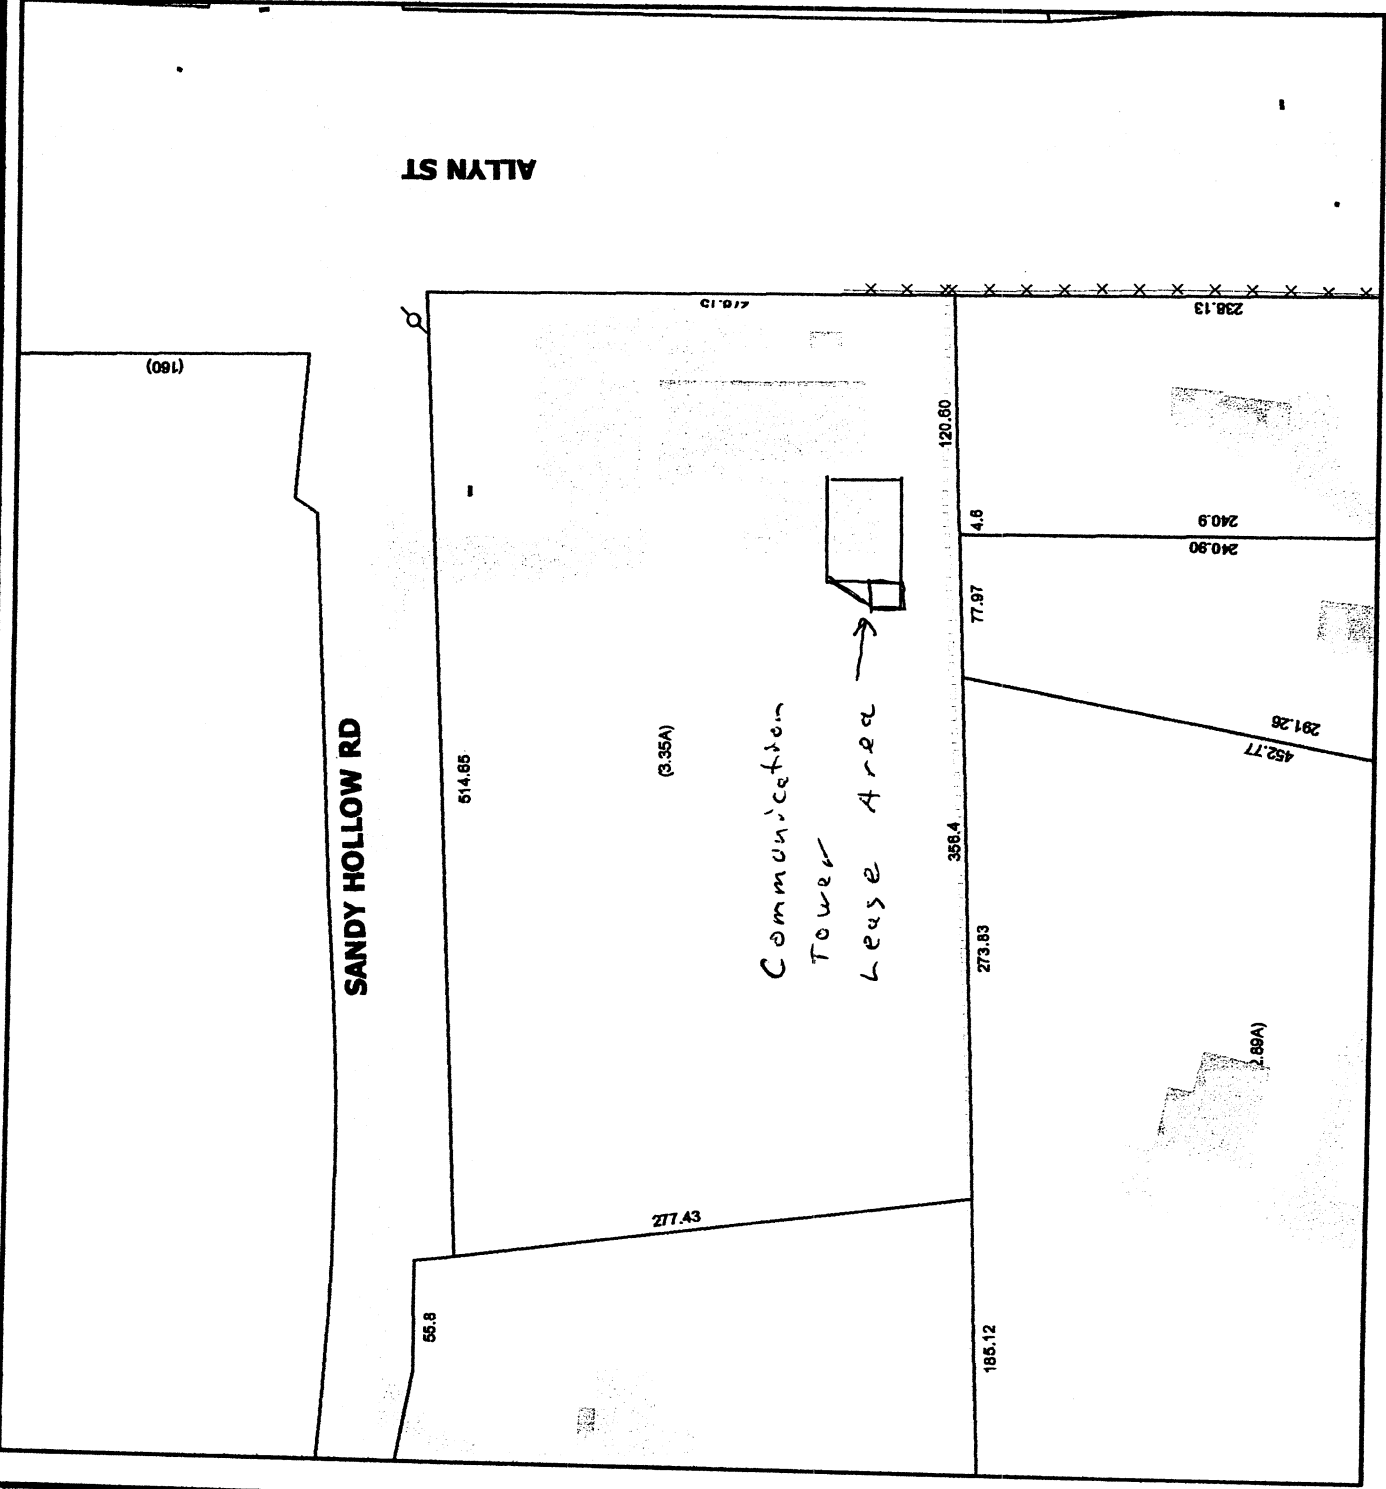 ALLYN ST
(160)
238.13
120.60
4.6
240.9
240.90
77.97
291.26
452.77
SANDY HOLLOW RD
514.65
(3.35A)
Communication
Tower
Lease Area
356.4
273.83
2.89A)
277.43
55.8
185.12